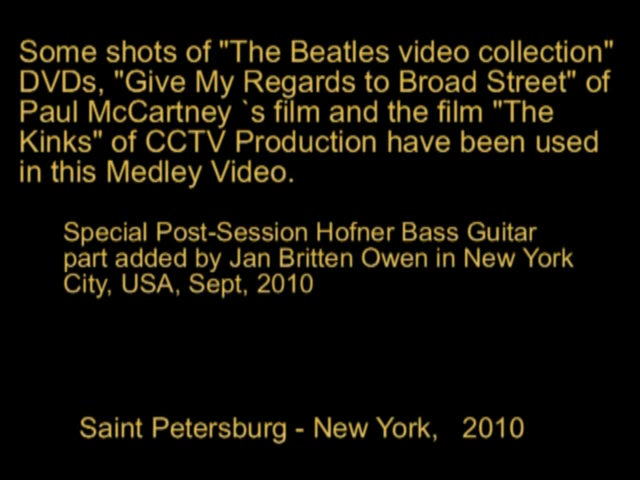 Some shots of "The Beatles video collection"
DVDs, "Give My Regards to Broad Street" of
Paul McCartney `s film and the film "The
Kinks" of CCTV Production have been used
in this Medley Video.
Special Post-Session Hofner Bass Guitar
part added by Jan Britten Owen in New York
City, USA, Sept, 2010
Saint Petersburg - New York, 2010